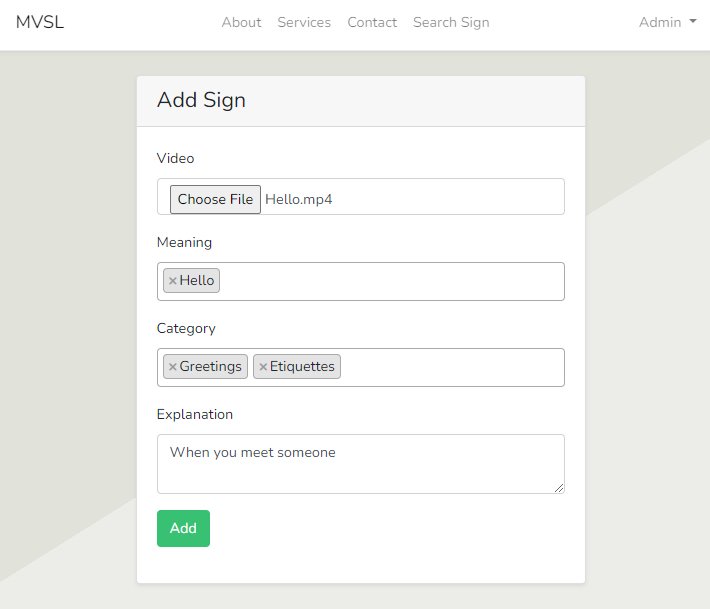 MVSL About Services Contact Search Sign Admin
Add Sign
Video
Choose File Hello.mp4
Meaning
×Hello
Category
×Greetings ×Etiquettes
Explanation
When you meet someone
Add